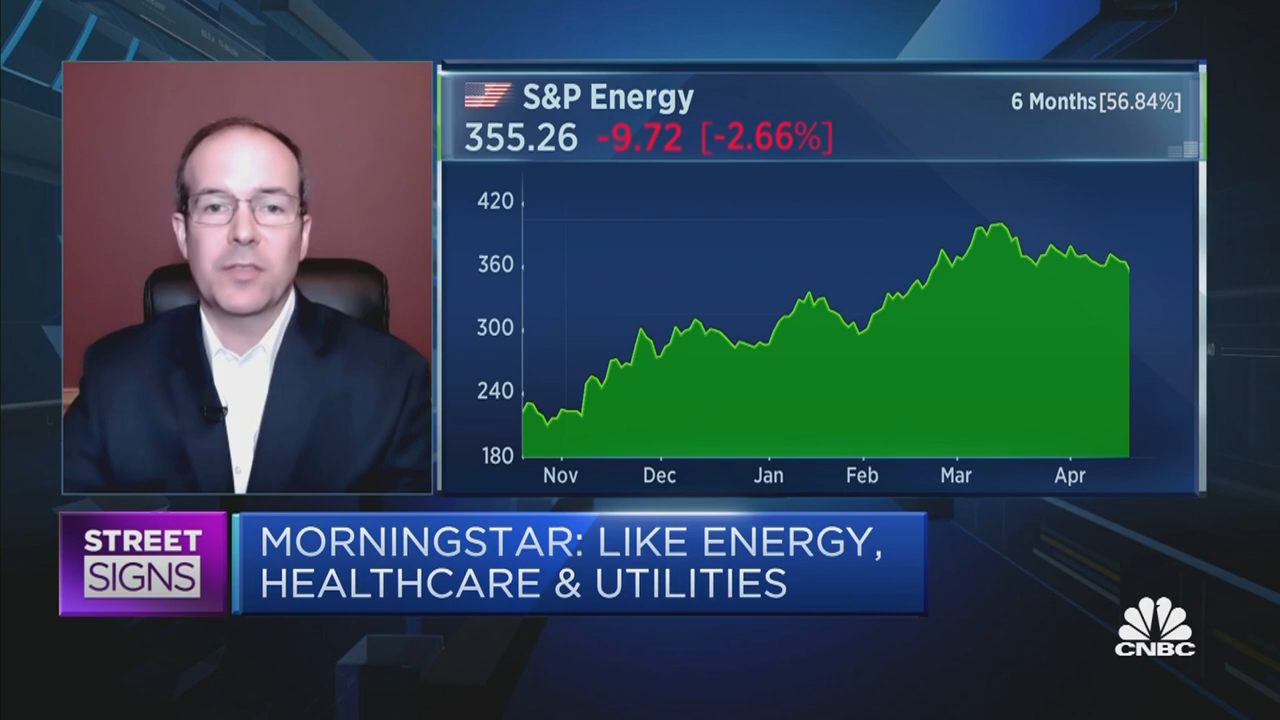 S&P Energy
6 Months [56.84%]
355.26 -9.72 [-2.66%]
420
360
300
240
180
Nov Dec Jan Feb Mar Apr
STREET
SIGNS
MORNINGSTAR: LIKE ENERGY,
HEALTHCARE & UTILITIES
CNBC